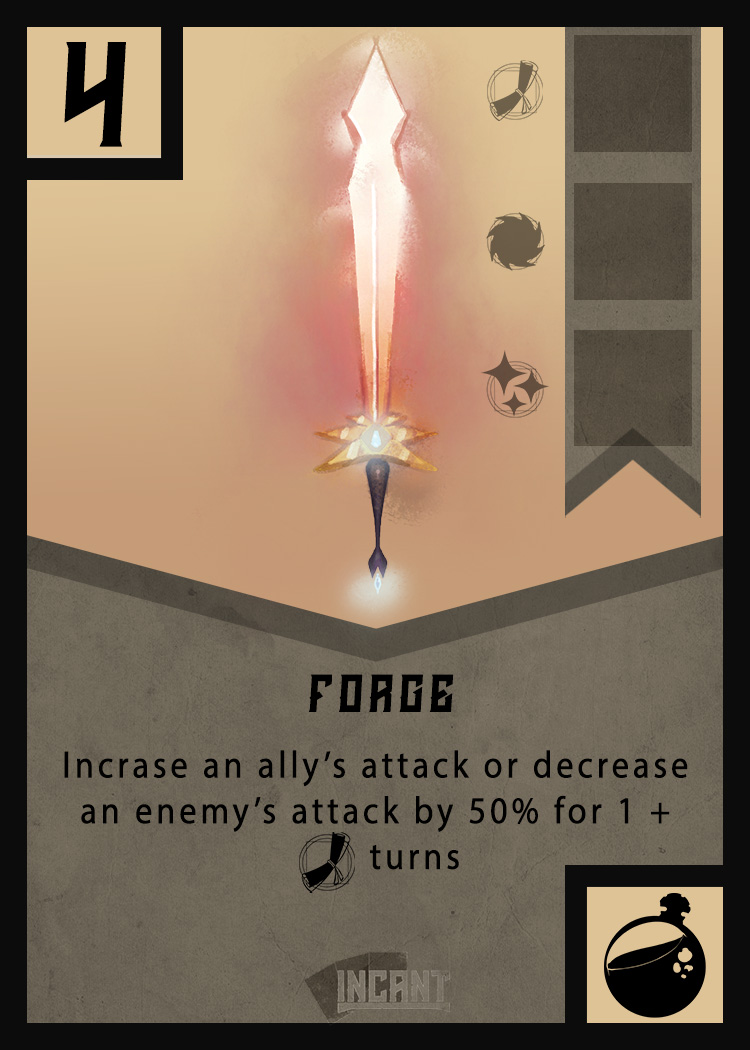 4
FORGE
Incrase an ally’s attack or decrease
an enemy’s attack by 50% for 1 +
turns
INCANT